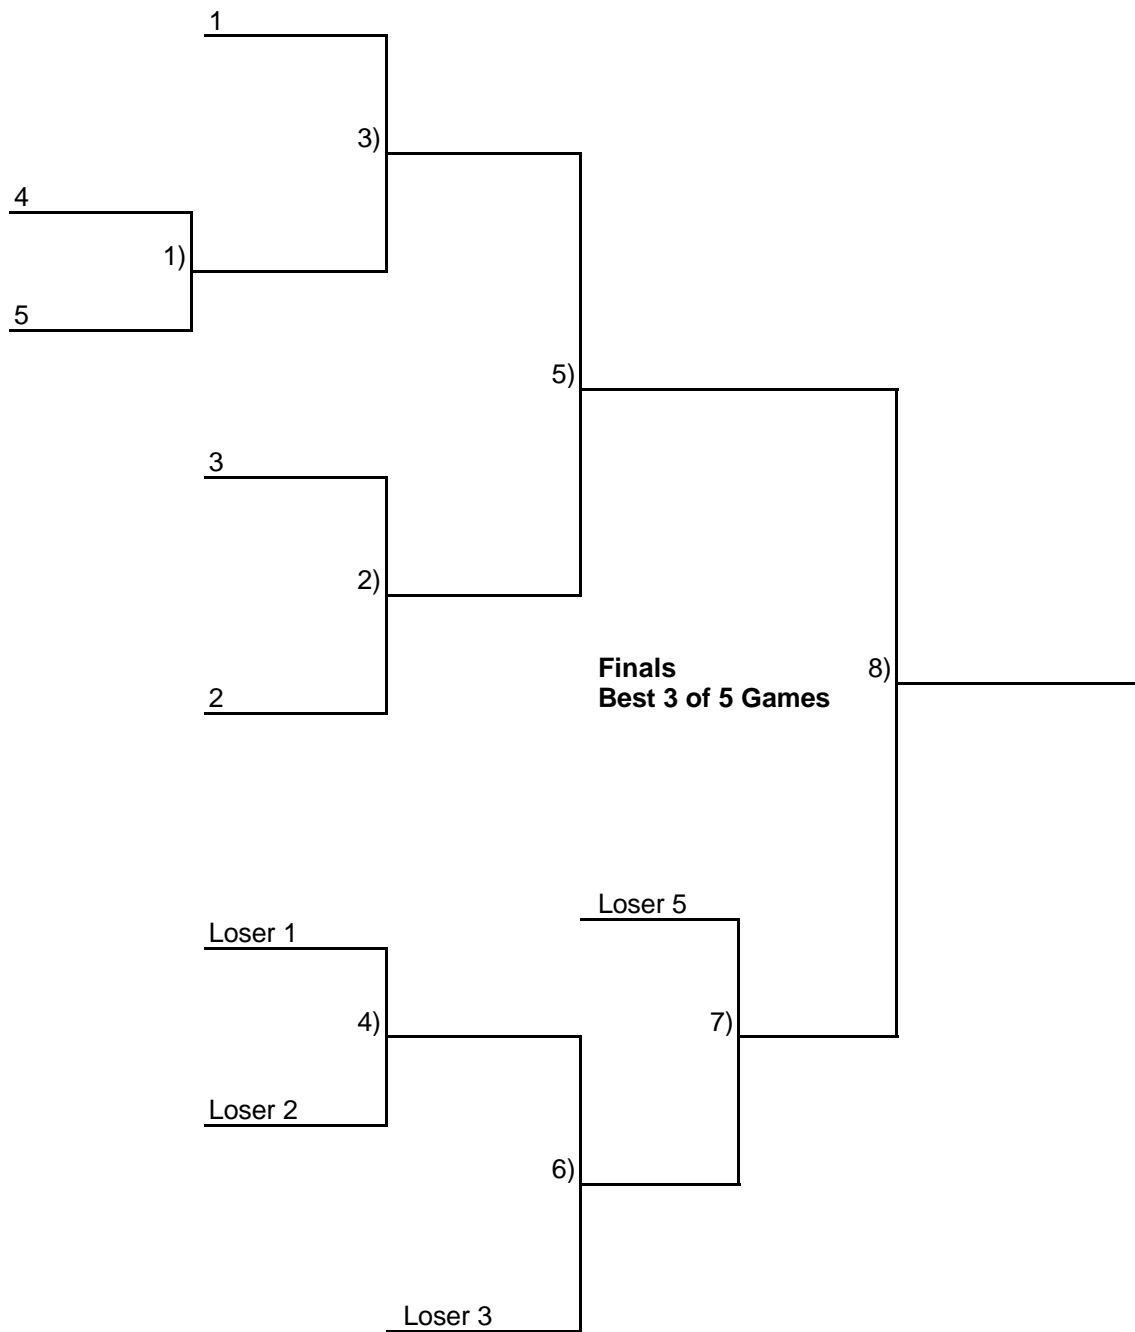 1
3)
4
1)
5
5)
3
2)
Finals
Best 3 of 5 Games
8)
2
Loser 5
Loser 1
4)
7)
Loser 2
6)
Loser 3